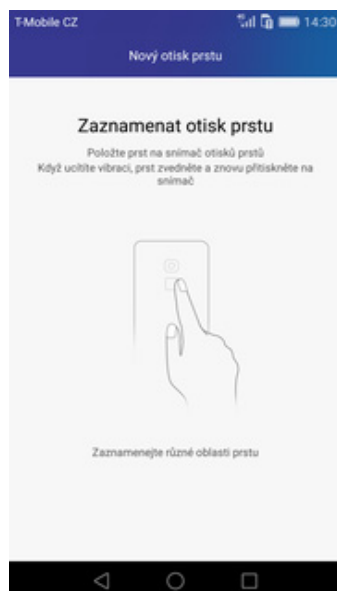 T-Mobile CZ 14:30
Nový otisk prstu
Zaznamenat otisk prstu
Položte prst na snímač otisků prstů
Když ucítíte vibraci, prst zvedněte a znovu přitiskněte na
snímač
Zaznamenejte různé oblasti prstu